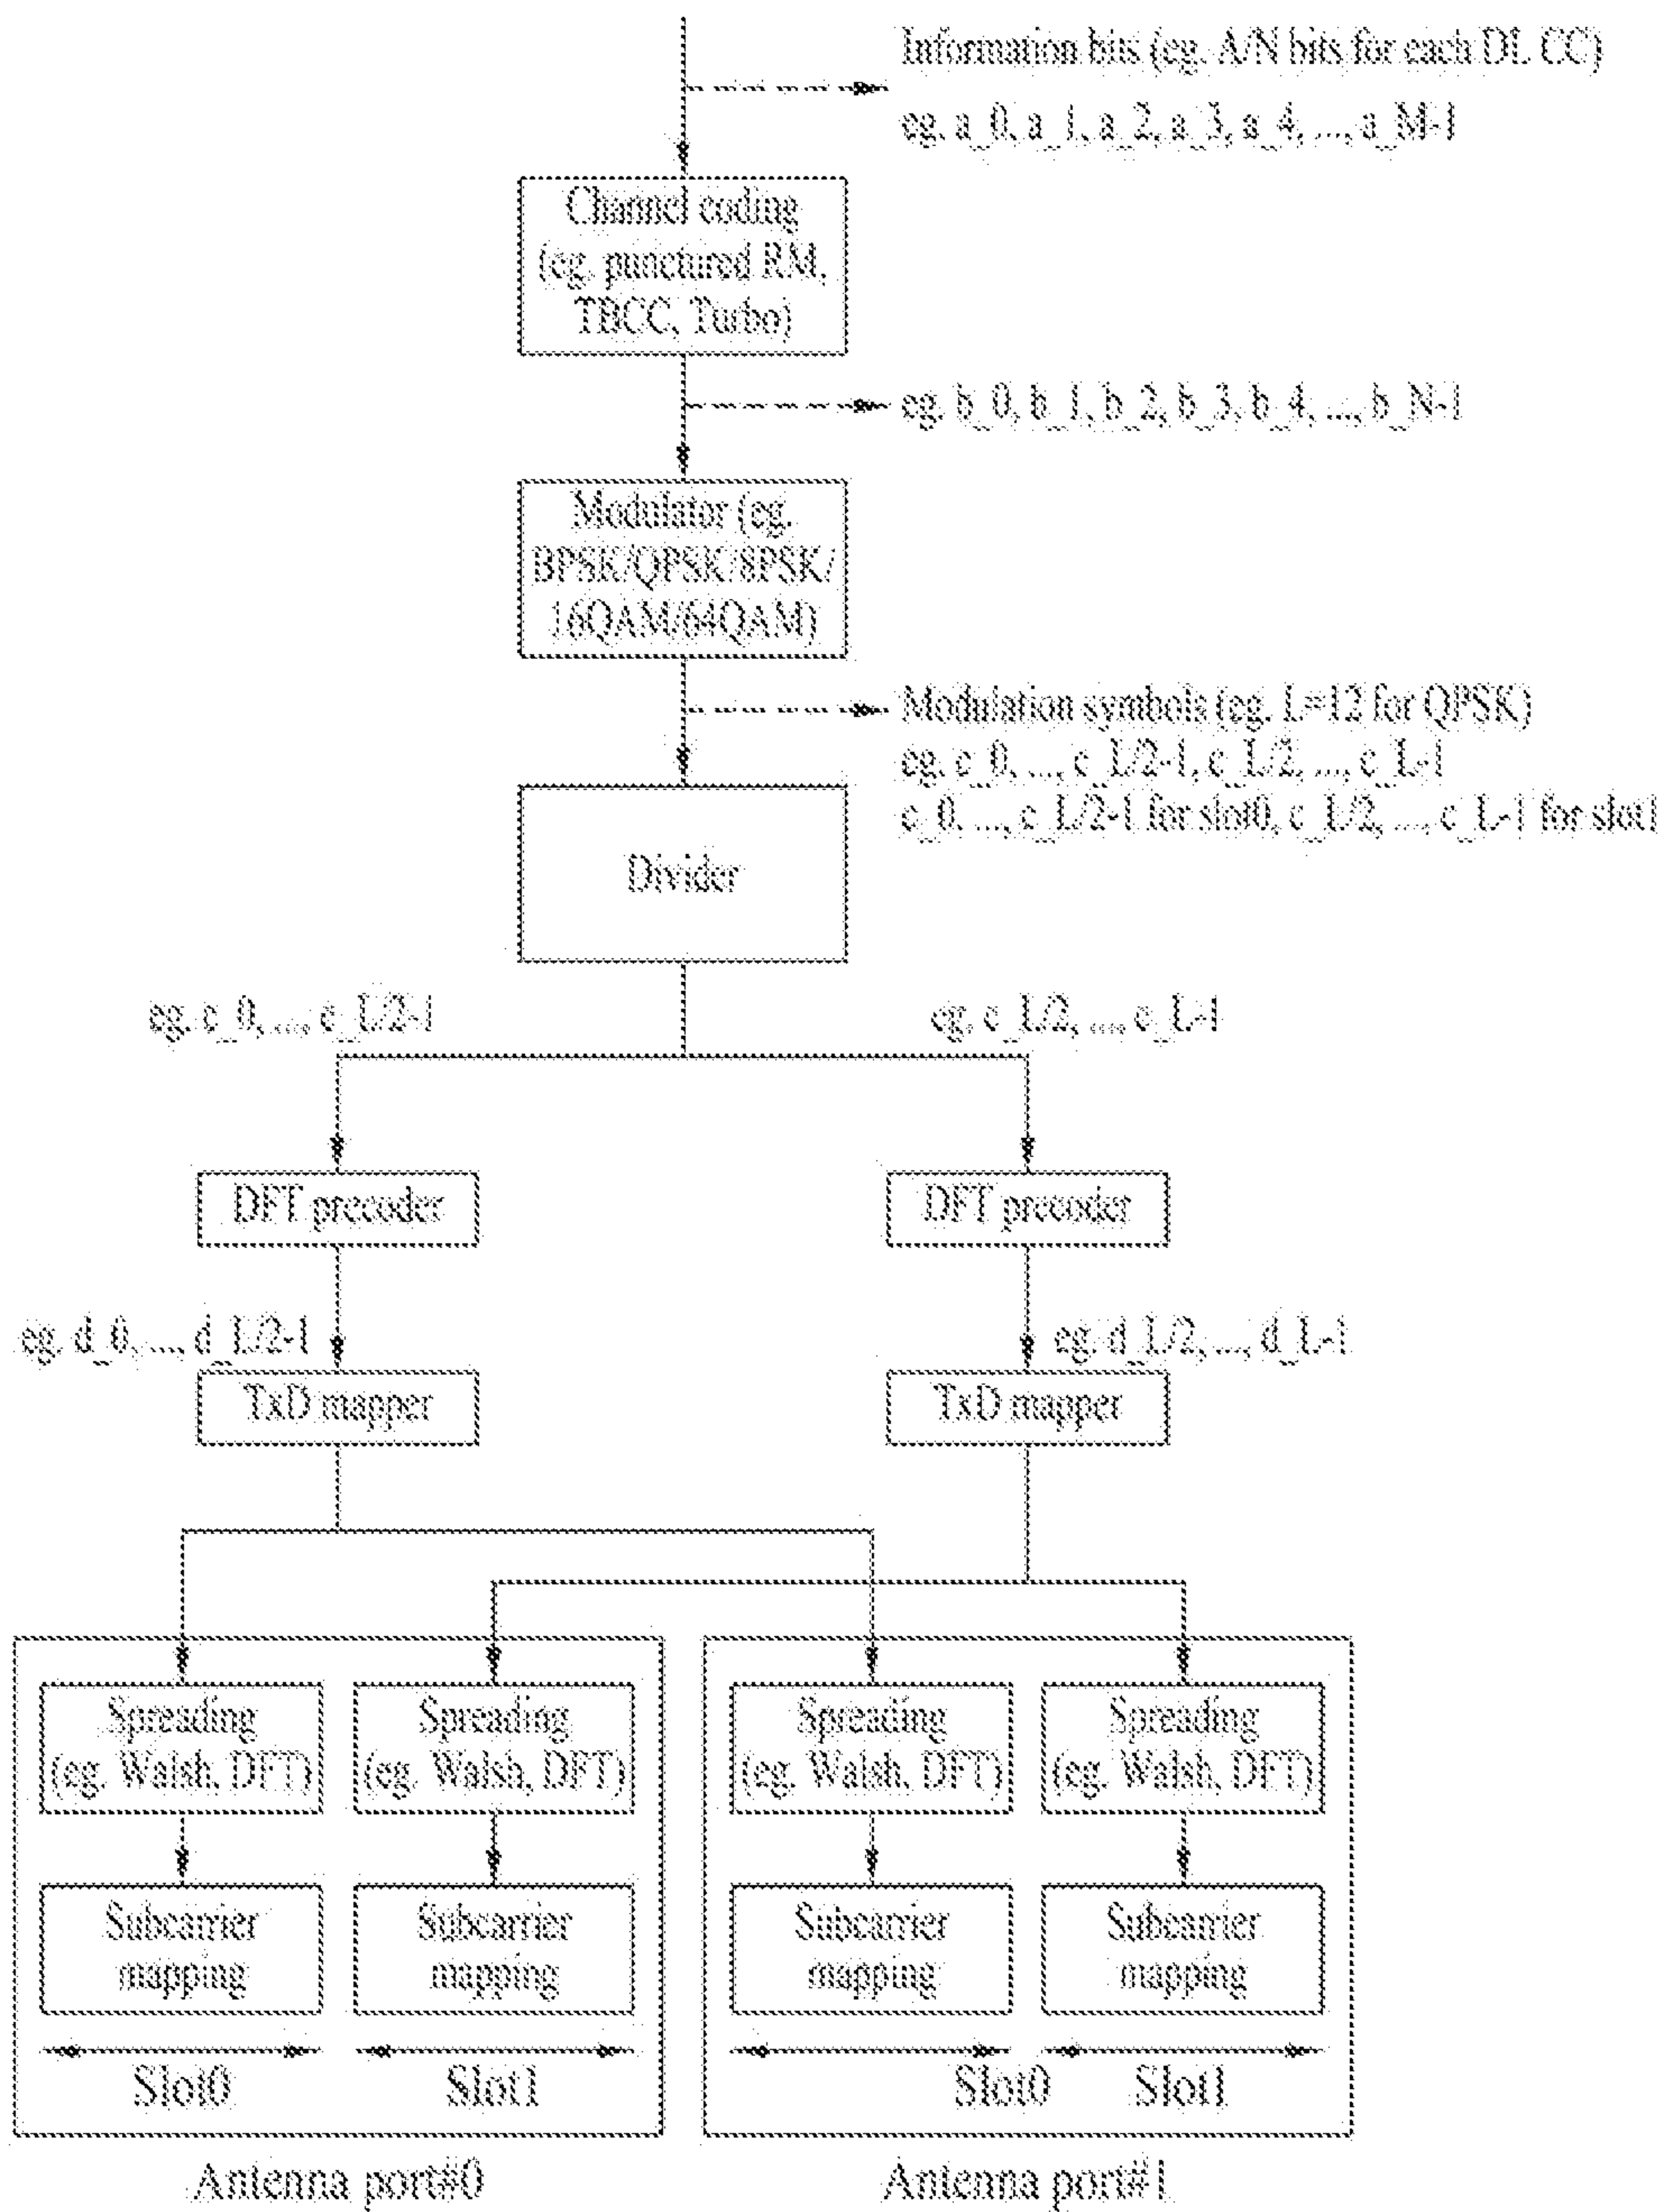 Information bits (eg. A/N bits for each DL CC)
eg. a_0, a_1, a_2, a_3, a_4, ..., a_M-1
Channel coding
(eg. punctured RM,
TBCC, Turbo)
eg. b_0, b_1, b_2, b_3, b_4, ..., b_N-1
Modulator (eg.
BPSK/QPSK/8PSK/
16QAM/64QAM)
Modulation symbols (eg. L=12 for QPSK)
eg. c_0, ..., c_L/2-1, c_L/2, ..., c_L-1
c_0, ..., c_L/2-1 for slot0, c_L/2, ..., c_L-1 for slot1
Divider
eg. c_0, ..., c_L/2-1
eg. c_L/2, ..., c_L-1
DFT precoder
DFT precoder
eg. d_0, ..., d_L/2-1
eg. d_L/2, ..., d_L-1
TxD mapper
TxD mapper
Spreading
(eg. Walsh, DFT)
Spreading
(eg. Walsh, DFT)
Spreading
(eg. Walsh, DFT)
Spreading
(eg. Walsh, DFT)
Subcarrier
mapping
Subcarrier
mapping
Subcarrier
mapping
Subcarrier
mapping
Slot0
Slot1
Slot0
Slot1
Antenna port#0
Antenna port#1